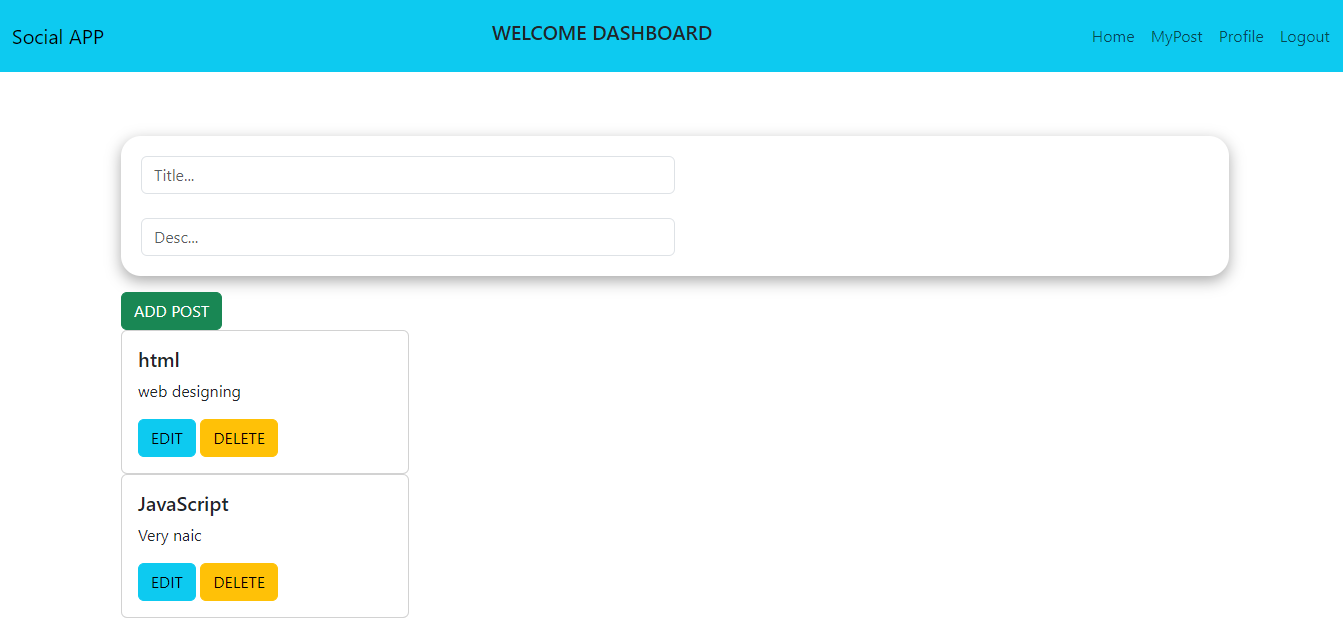 Social APP
WELCOME DASHBOARD
Home MyPost Profile Logout
Title...
Desc...
ADD POST
html
web designing
EDIT DELETE
JavaScript
Very naic
EDIT DELETE